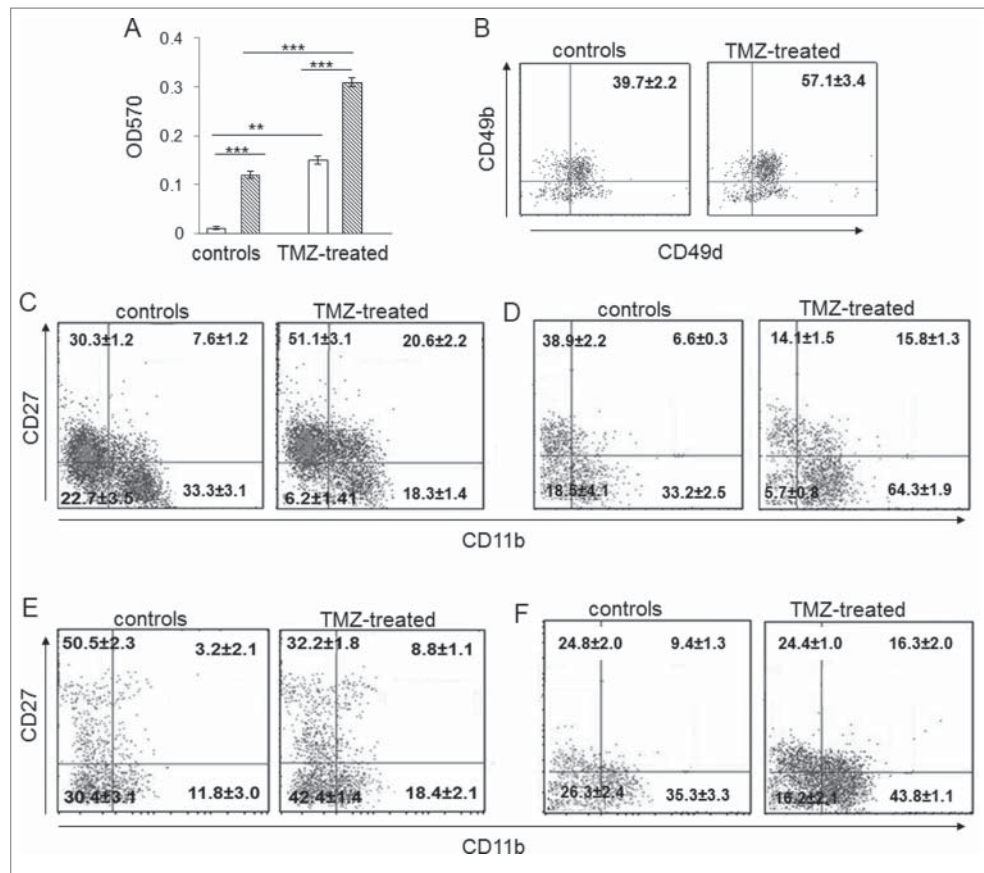 A
0.4
0.3
0.2
0.1
0
OD570
***
***
**
***
controls TMZ-treated
B
controls TMZ-treated
39.7±2.2 57.1±3.4
CD49b
CD49d
C
controls TMZ-treated
30.3±1.2 7.6±1.2 51.1±3.1 20.6±2.2
22.7±3.5 33.3±3.1 6.2±1.41 18.3±1.4
D
controls TMZ-treated
38.9±2.2 6.6±0.3 14.1±1.5 15.8±1.3
18.5±4.1 33.2±2.5 5.7±0.8 64.3±1.9
CD27
CD11b
E
controls TMZ-treated
50.5±2.3 3.2±2.1 32.2±1.8 8.8±1.1
30.4±3.1 11.8±3.0 42.4±1.4 18.4±2.1
F
controls TMZ-treated
24.8±2.0 9.4±1.3 24.4±1.0 16.3±2.0
26.3±2.4 35.3±3.3 16.2±2.1 43.8±1.1
CD27
CD11b